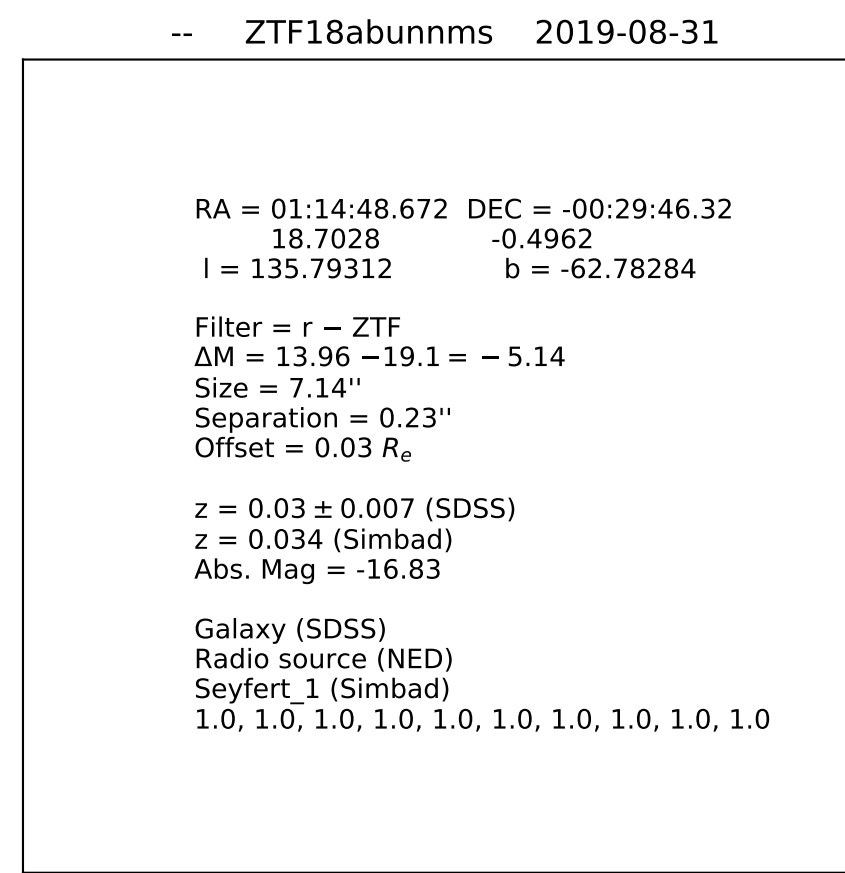 -- ZTF18abunnms 2019-08-31
RA = 01:14:48.672 DEC = -00:29:46.32
18.7028 -0.4962
l = 135.79312 b = -62.78284
Filter = r − ZTF
ΔM = 13.96 −19.1 = − 5.14
Size = 7.14''
Separation = 0.23''
Offset = 0.03 Rₑ
z = 0.03 ± 0.007 (SDSS)
z = 0.034 (Simbad)
Abs. Mag = -16.83
Galaxy (SDSS)
Radio source (NED)
Seyfert_1 (Simbad)
1.0, 1.0, 1.0, 1.0, 1.0, 1.0, 1.0, 1.0, 1.0, 1.0